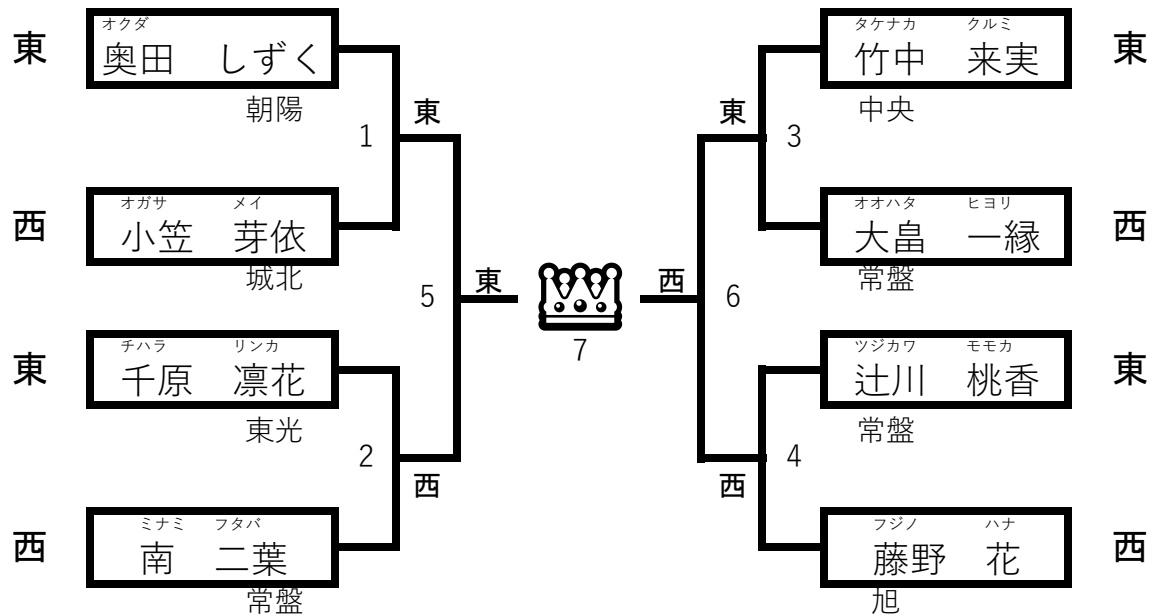 オクダ
東 奥田 しずく
朝陽
1
東
オガサ メイ
西 小笠 芽依
城北
5
東
チハラ リンカ
東 千原 凛花
東光
2
西
ミナミ フタバ
西 南 二葉
常盤
7
タケナカ クルミ
竹中 来実 東
中央
東
3
オオハタ ヒヨリ
大畠 一縁 西
常盤
西
6
ツジカワ モモカ
辻川 桃香 東
常盤
4
西
フジノ ハナ
藤野 花 西
旭